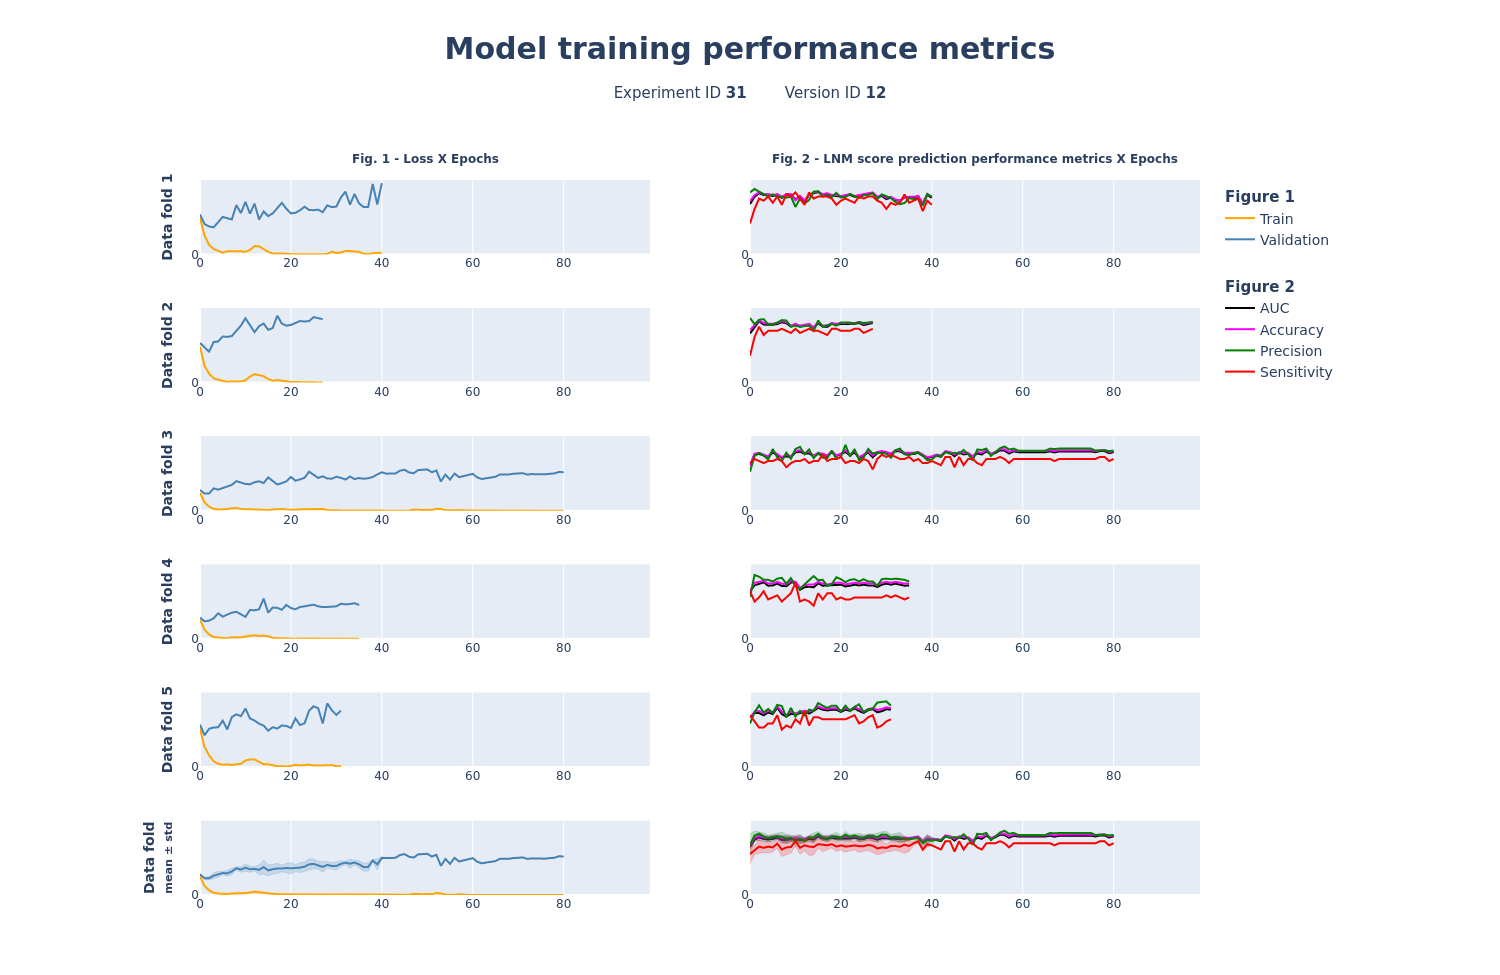 Model training performance metrics
Experiment ID 31 Version ID 12
Fig. 1 - Loss X Epochs
Fig. 2 - LNM score prediction performance metrics X Epochs
Data fold 1
0
0 20 40 60 80
0
0 20 40 60 80
Figure 1
Train
Validation
Figure 2
AUC
Accuracy
Precision
Sensitivity
Data fold 2
0
0 20 40 60 80
0
0 20 40 60 80
Data fold 3
0
0 20 40 60 80
0
0 20 40 60 80
Data fold 4
0
0 20 40 60 80
0
0 20 40 60 80
Data fold 5
0
0 20 40 60 80
0
0 20 40 60 80
Data fold
mean ± std
0
0 20 40 60 80
0
0 20 40 60 80